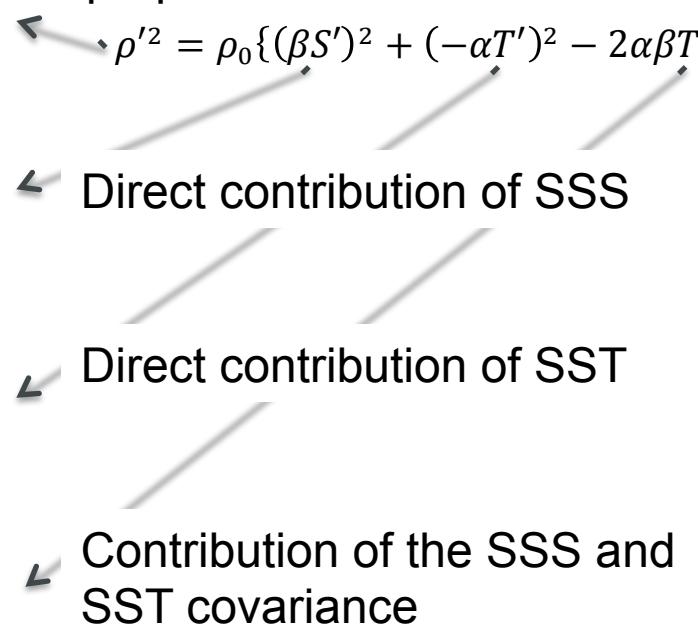 ρ′² = ρ₀{(βS′)² + (−αT′)² − 2αβT
Direct contribution of SSS
Direct contribution of SST
Contribution of the SSS and
SST covariance